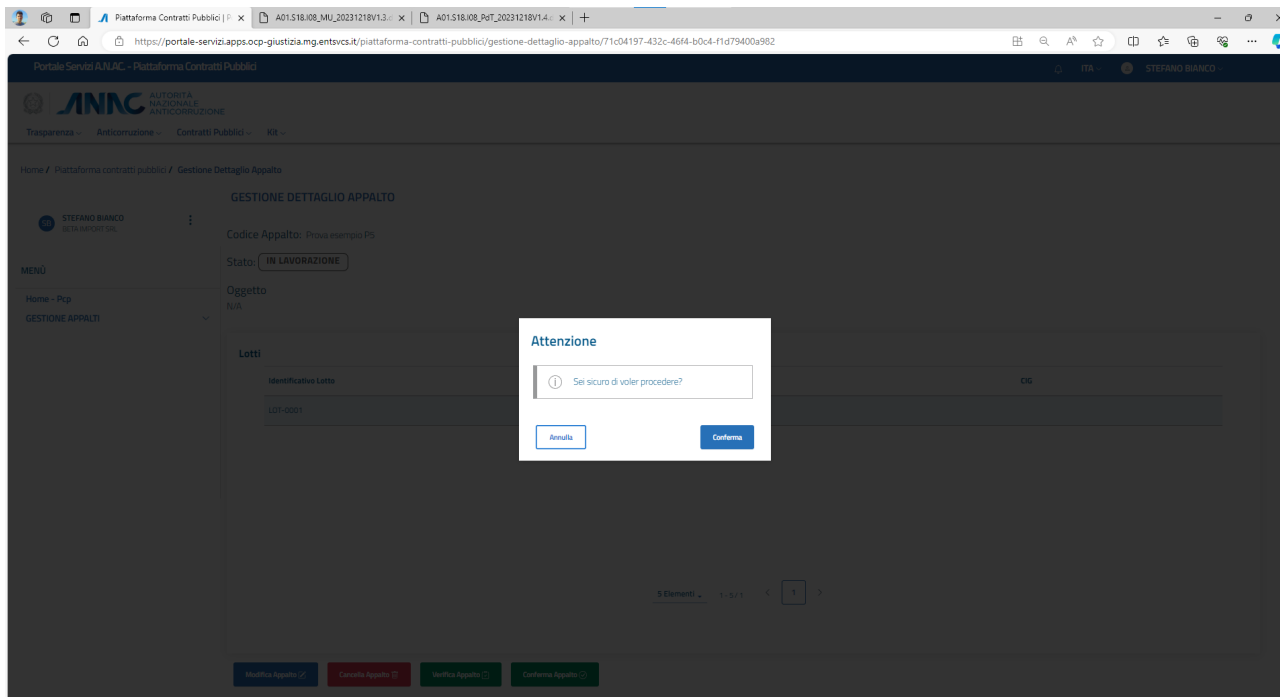 Piattaforma Contratti Pubblici | P
A01.S18.I08_MU_20231218V1.3.
A01.S18.I08_PdT_20231218V1.4.
https://portale-servizi.apps.ocp-giustizia.mg.entsvcs.it/piattaforma-contratti-pubblici/gestione-dettaglio-appalto/71c04197-432c-46f4-b0c4-f1d79400a982
Portale Servizi A.N.AC. - Piattaforma Contratti Pubblici
ITA
STEFANO BIANCO
ANAC
AUTORITÀ
NAZIONALE
ANTICORRUZIONE
Trasparenza Anticorruzione Contratti Pubblici Kit
Home / Piattaforma contratti pubblici / Gestione Dettaglio Appalto
GESTIONE DETTAGLIO APPALTO
SB
STEFANO BIANCO
BETA IMPORT SRL
Codice Appalto: Prova esempio P5
Stato: IN LAVORAZIONE
MENÙ
Oggetto
N/A
Home - Pcp
GESTIONE APPALTI
Attenzione
Sei sicuro di voler procedere?
Annulla
Conferma
Lotti
Identificativo Lotto
CIG
LOT-0001
5 Elementi
1
Modifica Appalto
Cancella Appalto
Verifica Appalto
Conferma Appalto